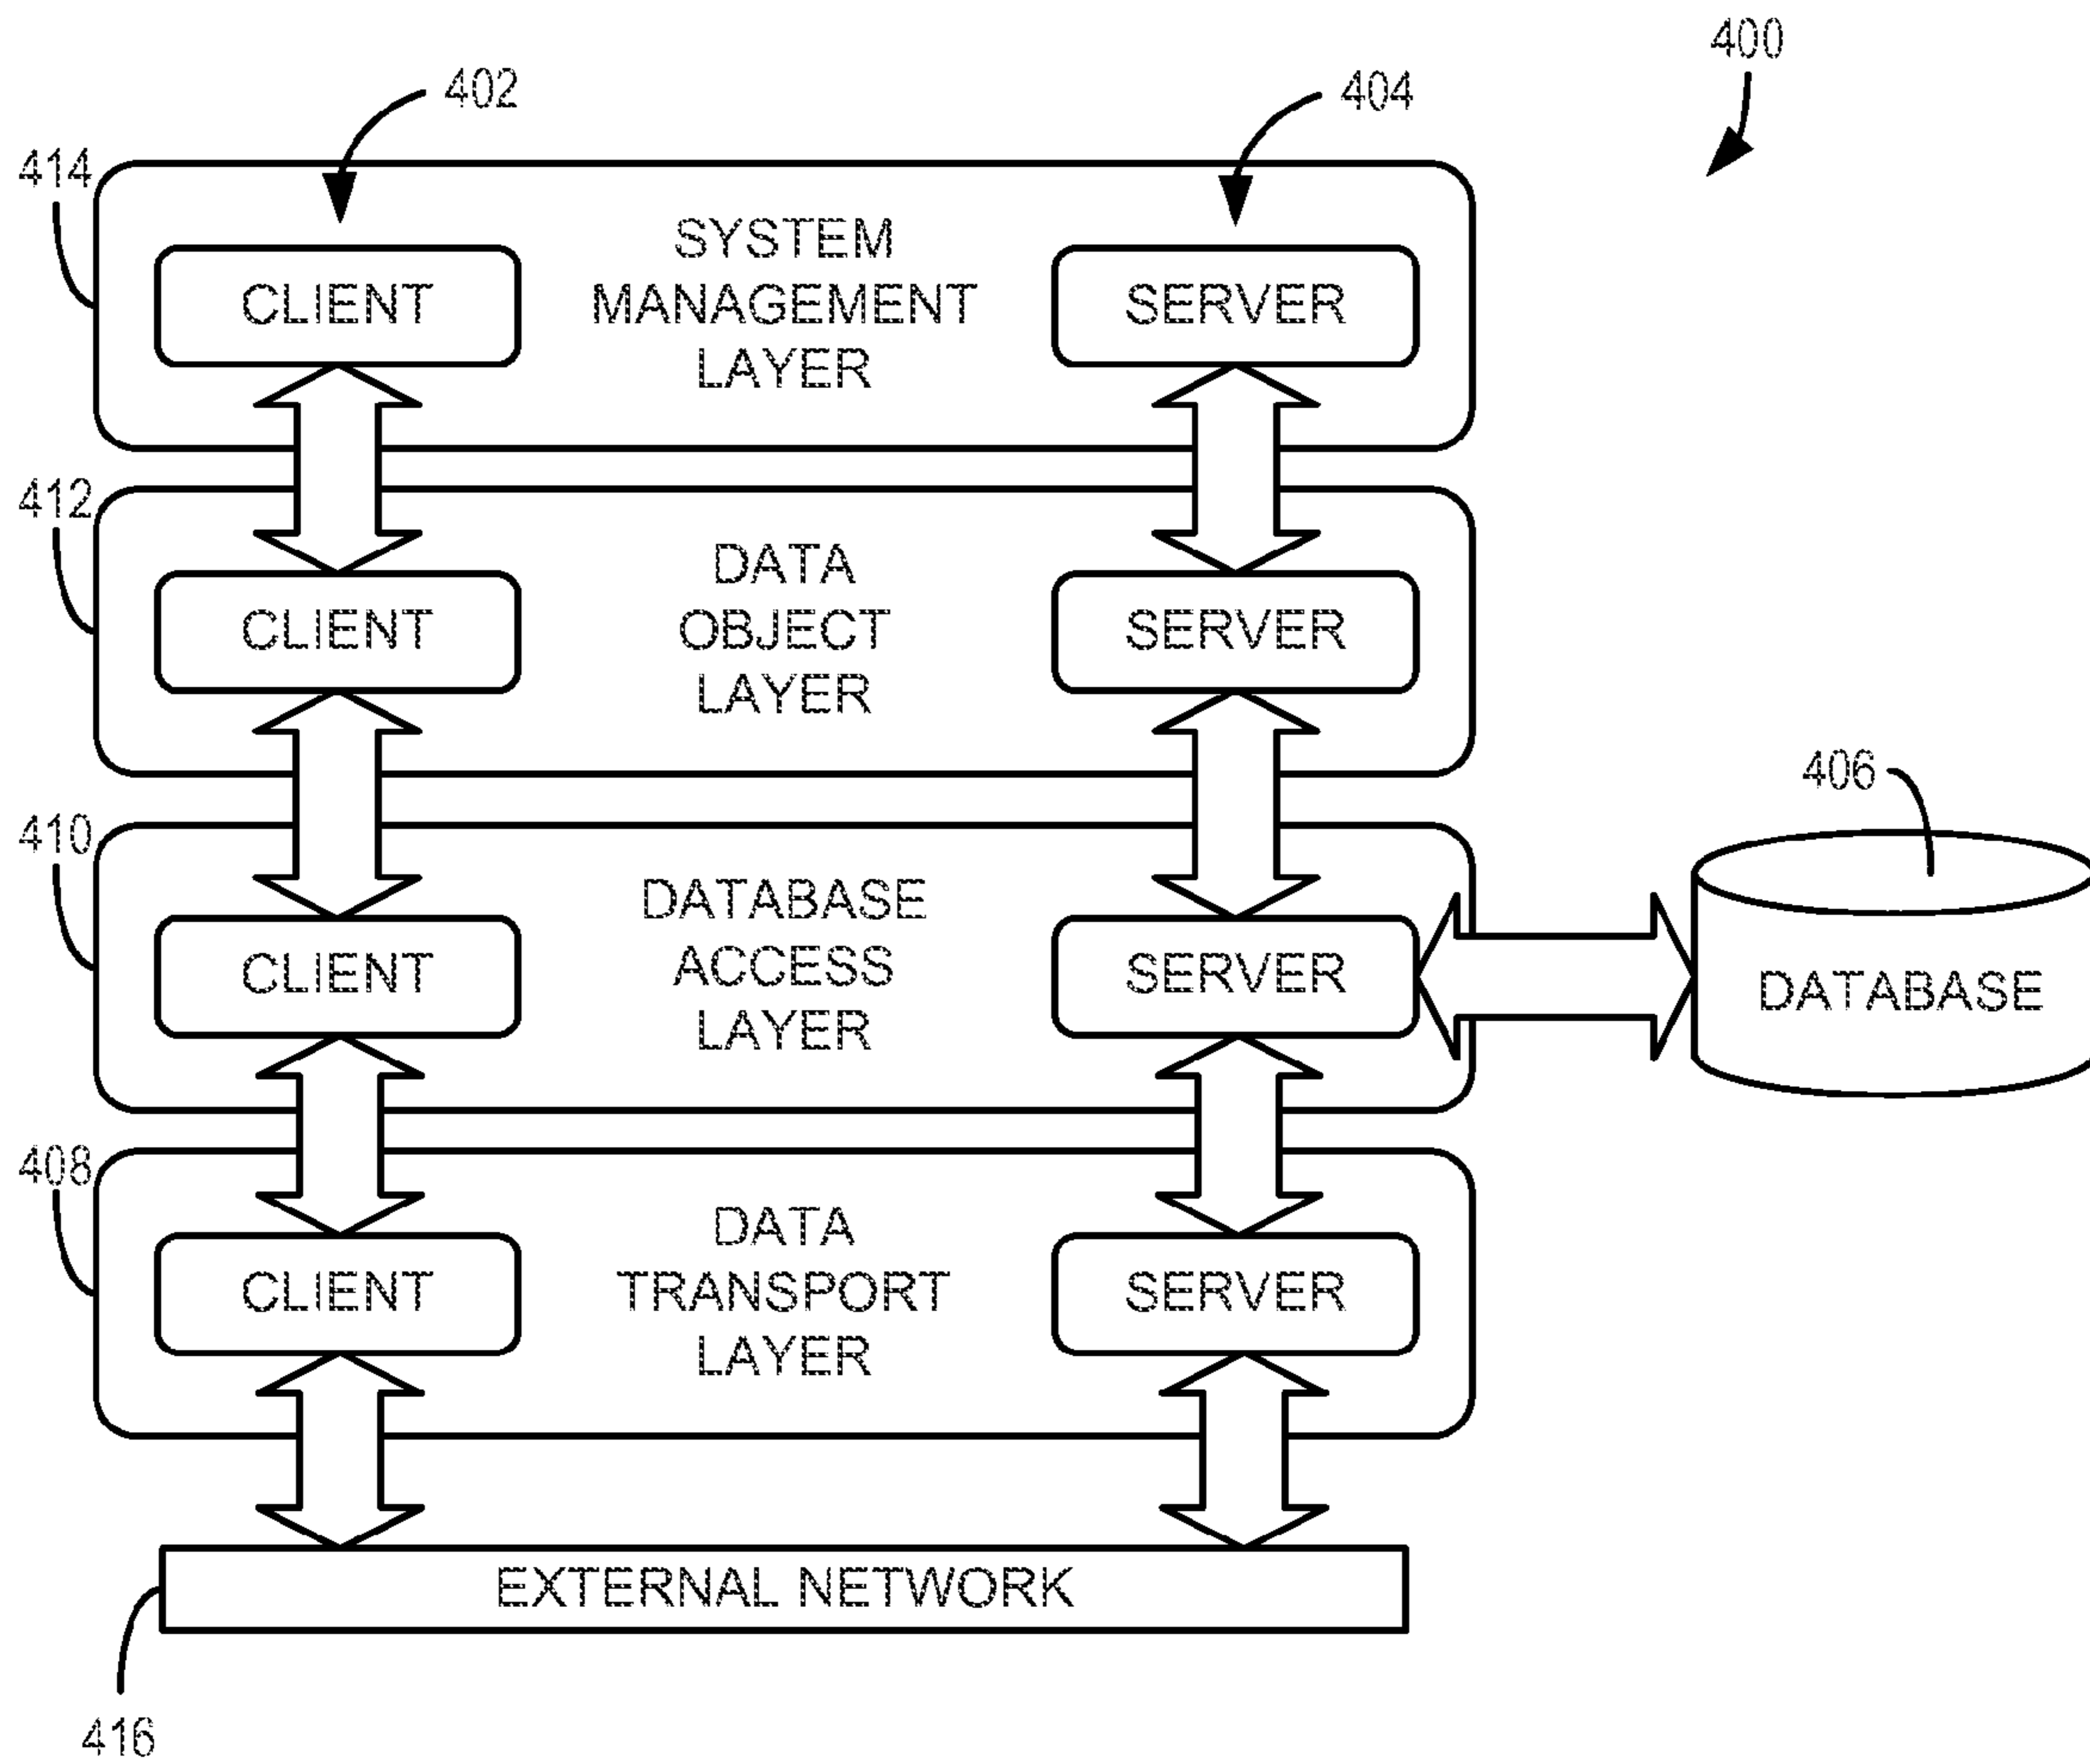 400
402
404
414
SYSTEM
CLIENT
MANAGEMENT
SERVER
LAYER
412
DATA
CLIENT
OBJECT
SERVER
LAYER
406
410
DATABASE
CLIENT
ACCESS
SERVER
DATABASE
LAYER
408
DATA
CLIENT
TRANSPORT
SERVER
LAYER
EXTERNAL NETWORK
416